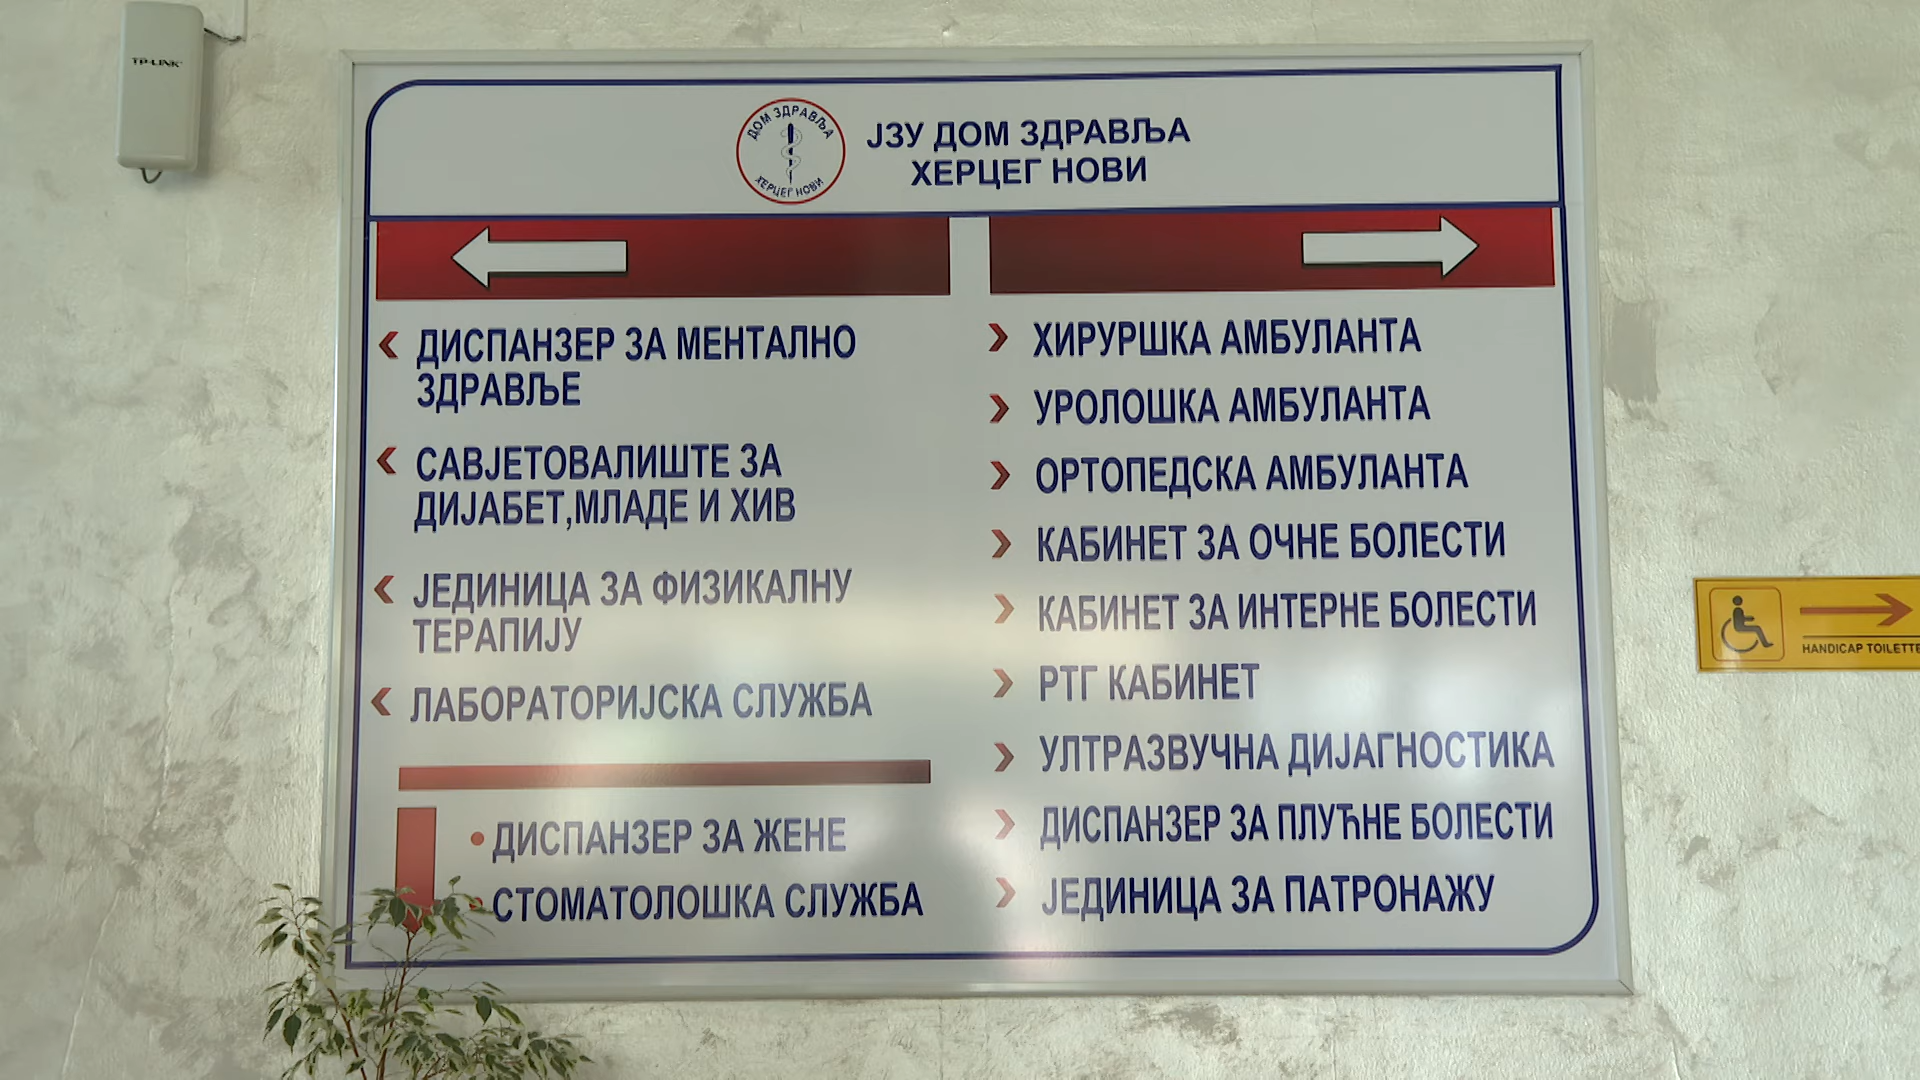 TP-LINK
ДОМ ЗДРАВЉА
ХЕРЦЕГ НОВИ
ЈЗУ ДОМ ЗДРАВЉА
ХЕРЦЕГ НОВИ
ДИСПАНЗЕР ЗА МЕНТАЛНО
ЗДРАВЉЕ
САВЈЕТОВАЛИШТЕ ЗА
ДИЈАБЕТ,МЛАДЕ И ХИВ
ЈЕДИНИЦА ЗА ФИЗИКАЛНУ
ТЕРАПИЈУ
ЛАБОРАТОРИЈСКА СЛУЖБА
ДИСПАНЗЕР ЗА ЖЕНЕ
СТОМАТОЛОШКА СЛУЖБА
ХИРУРШКА АМБУЛАНТА
УРОЛОШКА АМБУЛАНТА
ОРТОПЕДСКА АМБУЛАНТА
КАБИНЕТ ЗА ОЧНЕ БОЛЕСТИ
КАБИНЕТ ЗА ИНТЕРНЕ БОЛЕСТИ
РТГ КАБИНЕТ
УЛТРАЗВУЧНА ДИЈАГНОСТИКА
ДИСПАНЗЕР ЗА ПЛУЋНЕ БОЛЕСТИ
ЈЕДИНИЦА ЗА ПАТРОНАЖУ
HANDICAP TOILETTE